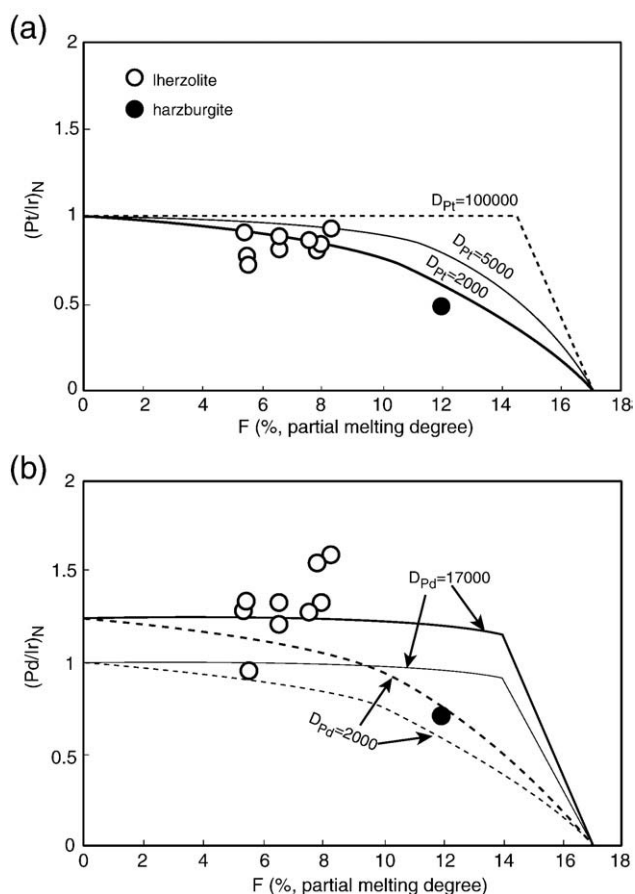 (a)
2
1.5
1
0.5
0
(Pt/Ir)N
lherzolite
harzburgite
DPt=100000
DPt=5000
DPt=2000
0 2 4 6 8 10 12 14 16 18
F (%, partial melting degree)
(b)
2
1.5
1
0.5
0
(Pd/Ir)N
DPd=17000
DPd=2000
0 2 4 6 8 10 12 14 16 18
F (%, partial melting degree)